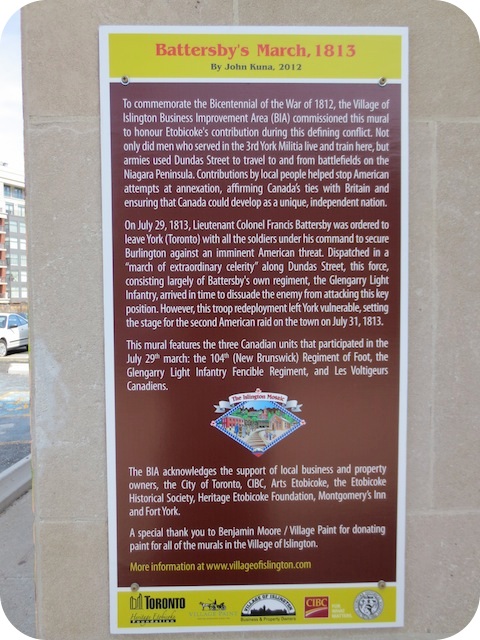 Battersby's March, 1813
By John Kuna, 2012
To commemorate the Bicentennial of the War of 1812, the Village of
Islington Business Improvement Area (BIA) commissioned this mural
to honour Etobicoke's contribution during this defining conflict. Not
only did men who served in the 3rd York Militia live and train here, but
armies used Dundas Street to travel to and from battlefields on the
Niagara Peninsula. Contributions by local people helped stop American
attempts at annexation, affirming Canada's ties with Britain and
ensuring that Canada could develop as a unique, independent nation.
On July 29, 1813, Lieutenant Colonel Francis Battersby was ordered to
leave York (Toronto) with all the soldiers under his command to secure
Burlington against an imminent American threat. Dispatched in a
"march of extraordinary celerity" along Dundas Street, this force,
consisting largely of Battersby's own regiment, the Glengarry Light
Infantry, arrived in time to dissuade the enemy from attacking this key
position. However, this troop redeployment left York vulnerable, setting
the stage for the second American raid on the town on July 31, 1813.
This mural features the three Canadian units that participated in the
July 29th march: the 104th (New Brunswick) Regiment of Foot, the
Glengarry Light Infantry Fencible Regiment, and Les Voltigeurs
Canadiens.
The Islington Mosaic
The BIA acknowledges the support of local business and property
owners, the City of Toronto, CIBC, Arts Etobicoke, the Etobicoke
Historical Society, Heritage Etobicoke Foundation, Montgomery's Inn
and Fort York.
A special thank you to Benjamin Moore / Village Paint for donating
paint for all of the murals in the Village of Islington.
More information at www.villageofislington.com
TORONTO
Heritage Etobicoke
FOUNDATION
VILLAGE OF ISLINGTON
Business & Property Owners
CIBC